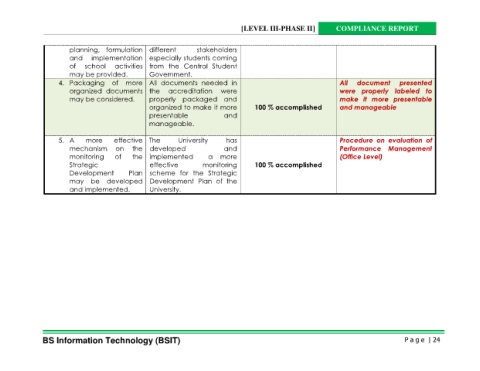 [LEVEL III-PHASE II] COMPLIANCE REPORT
planning, formulation
and implementation
of school activities
may be provided.
different stakeholders
especially students coming
from the Central Student
Government.
4. Packaging of more
organized documents
may be considered.
All documents needed in
the accreditation were
properly packaged and
organized to make it more
presentable and
manageable.
100 % accomplished
All document presented
were properly labeled to
make it more presentable
and manageable
5. A more effective
mechanism on the
monitoring of the
Strategic
Development Plan
may be developed
and implemented.
The University has
developed and
implemented a more
effective monitoring
scheme for the Strategic
Development Plan of the
University.
100 % accomplished
Procedure on evaluation of
Performance Management
(Office Level)
BS Information Technology (BSIT)
Page | 24